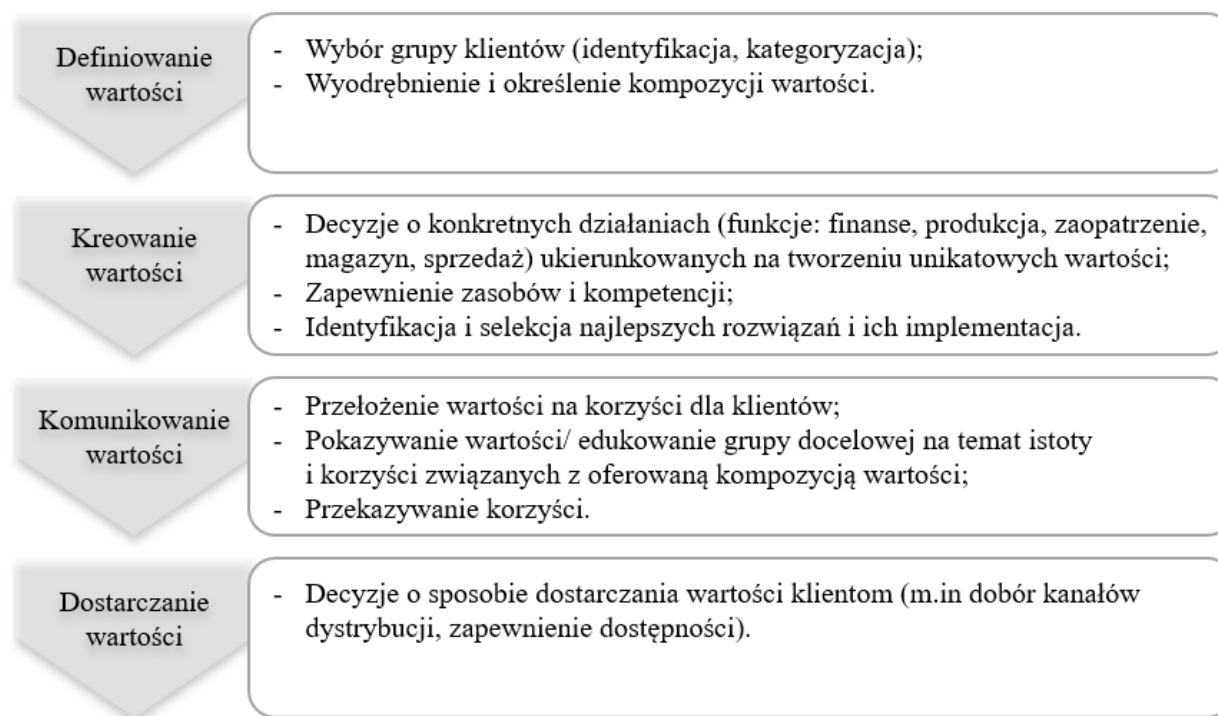 Definiowanie
wartości
- Wybór grupy klientów (identyfikacja, kategoryzacja);
- Wyodrębnienie i określenie kompozycji wartości.
Kreowanie
wartości
- Decyzje o konkretnych działaniach (funkcje: finanse, produkcja, zaopatrzenie,
magazyn, sprzedaż) ukierunkowanych na tworzeniu unikatowych wartości;
- Zapewnienie zasobów i kompetencji;
- Identyfikacja i selekcja najlepszych rozwiązań i ich implementacja.
Komunikowanie
wartości
- Przełożenie wartości na korzyści dla klientów;
- Pokazywanie wartości/ edukowanie grupy docelowej na temat istoty
i korzyści związanych z oferowaną kompozycją wartości;
- Przekazywanie korzyści.
Dostarczanie
wartości
- Decyzje o sposobie dostarczania wartości klientom (m.in dobór kanałów
dystrybucji, zapewnienie dostępności).